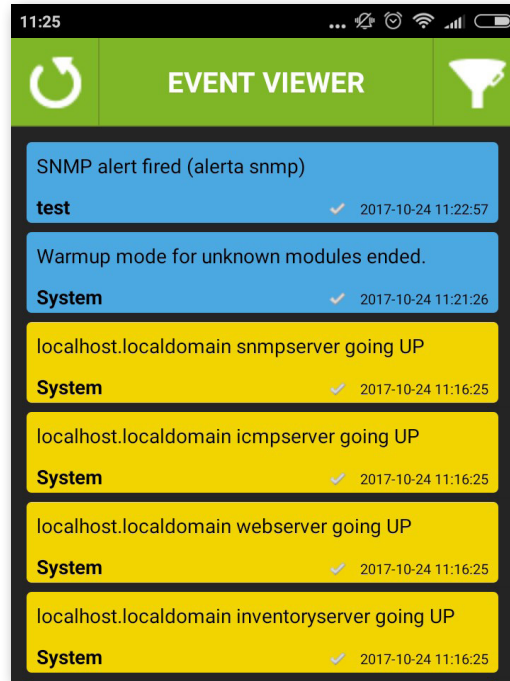 11:25
EVENT VIEWER
SNMP alert fired (alerta snmp)
test 2017-10-24 11:22:57
Warmup mode for unknown modules ended.
System 2017-10-24 11:21:26
localhost.localdomain snmpserver going UP
System 2017-10-24 11:16:25
localhost.localdomain icmpserver going UP
System 2017-10-24 11:16:25
localhost.localdomain webserver going UP
System 2017-10-24 11:16:25
localhost.localdomain inventoryserver going UP
System 2017-10-24 11:16:25